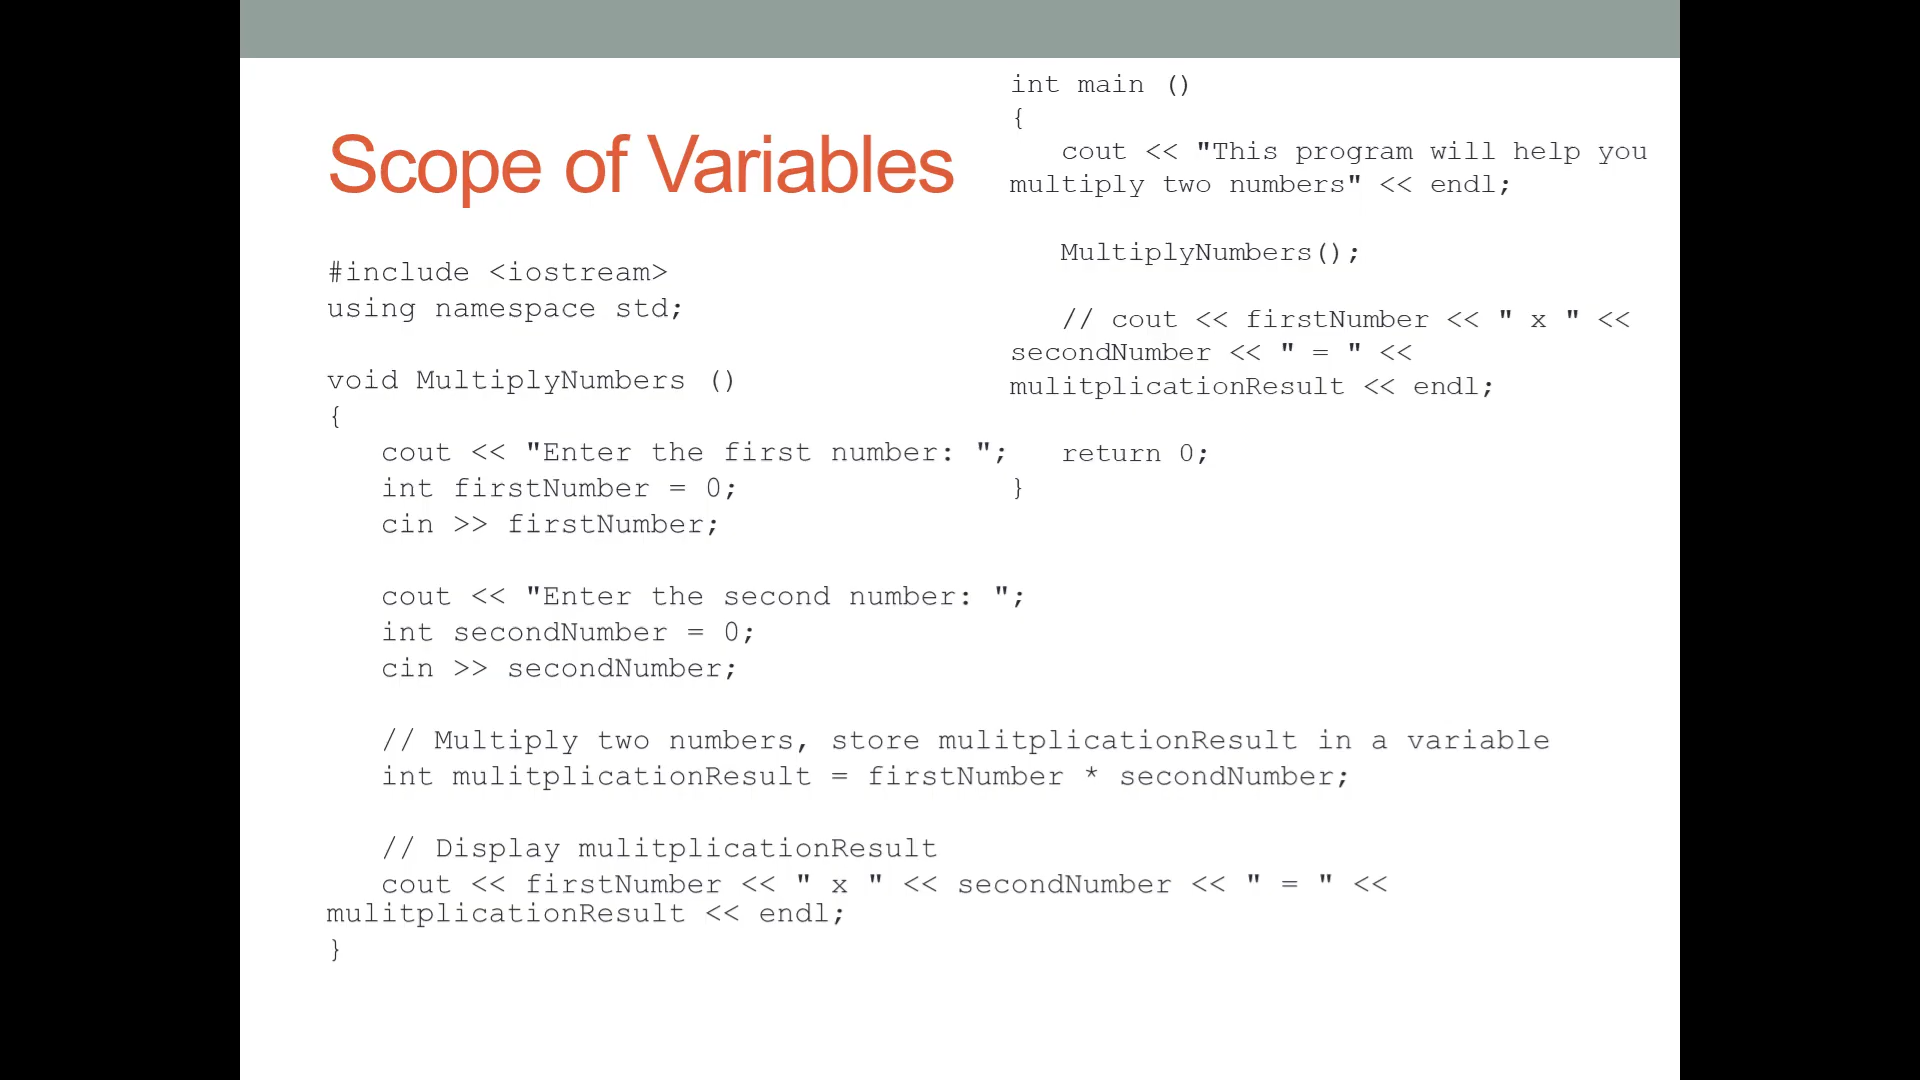 Scope of Variables
#include <iostream>
using namespace std;
void MultiplyNumbers ()
{
cout << "Enter the first number: ";
int firstNumber = 0;
cin >> firstNumber;
cout << "Enter the second number: ";
int secondNumber = 0;
cin >> secondNumber;
// Multiply two numbers, store mulitplicationResult in a variable
int mulitplicationResult = firstNumber * secondNumber;
// Display mulitplicationResult
cout << firstNumber << " x " << secondNumber << " = " <<
mulitplicationResult << endl;
}
int main ()
{
cout << "This program will help you
multiply two numbers" << endl;
MultiplyNumbers();
// cout << firstNumber << " x " <<
secondNumber << " = " <<
mulitplicationResult << endl;
return 0;
}